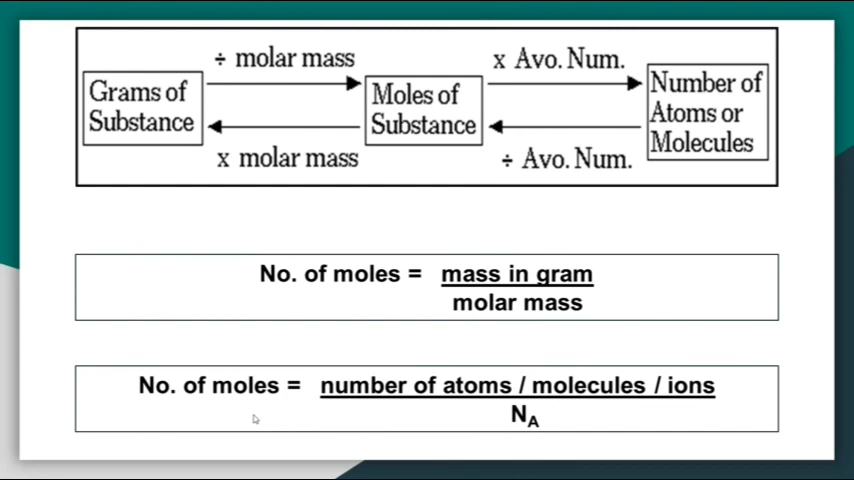 ÷ molar mass
x Avo. Num.
Grams of
Substance
Moles of
Substance
Number of
Atoms or
Molecules
x molar mass
÷ Avo. Num.
No. of moles = mass in gram
molar mass
No. of moles = number of atoms / molecules / ions
NA